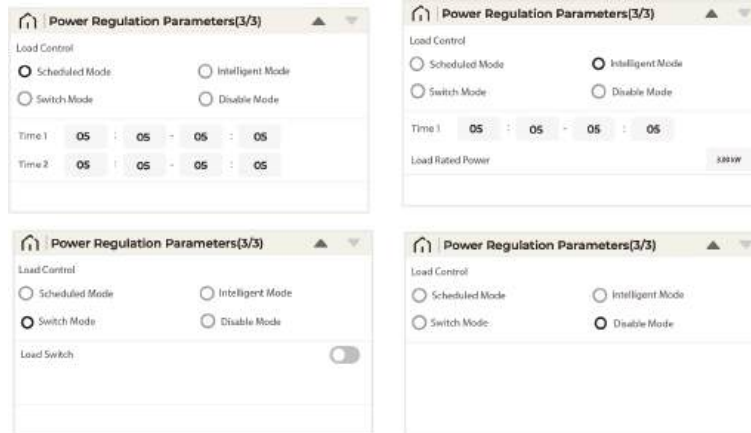 Power Regulation Parameters(3/3)
Load Control
Scheduled Mode
Intelligent Mode
Switch Mode
Disable Mode
Time 1 05 : 05 - 05 : 05
Time 2 05 : 05 - 05 : 05
Power Regulation Parameters(3/3)
Load Control
Scheduled Mode
Intelligent Mode
Switch Mode
Disable Mode
Time 1 05 : 05 - 05 : 05
Load Rated Power
Power Regulation Parameters(3/3)
Load Control
Scheduled Mode
Intelligent Mode
Switch Mode
Disable Mode
Load Switch
Power Regulation Parameters(3/3)
Load Control
Scheduled Mode
Intelligent Mode
Switch Mode
Disable Mode